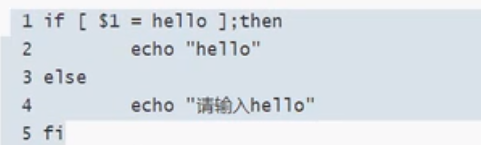 1 if [ $1 = hello ];then
2         echo "hello"
3 else
4         echo "请输入hello"
5 fi